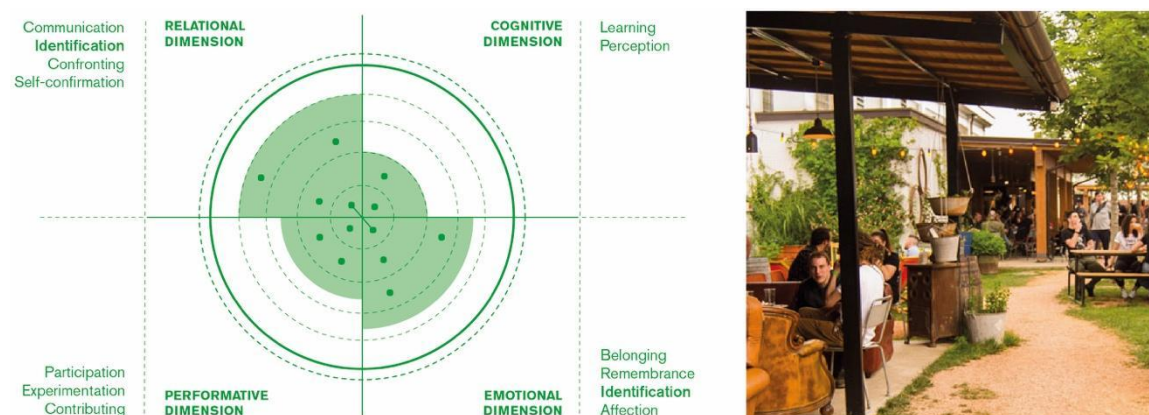 Communication
Identification
Confronting
Self-confirmation
RELATIONAL
DIMENSION
COGNITIVE
DIMENSION
Learning
Perception
Participation
Experimentation
Contributing
PERFORMATIVE
DIMENSION
EMOTIONAL
DIMENSION
Belonging
Remembrance
Identification
Affection